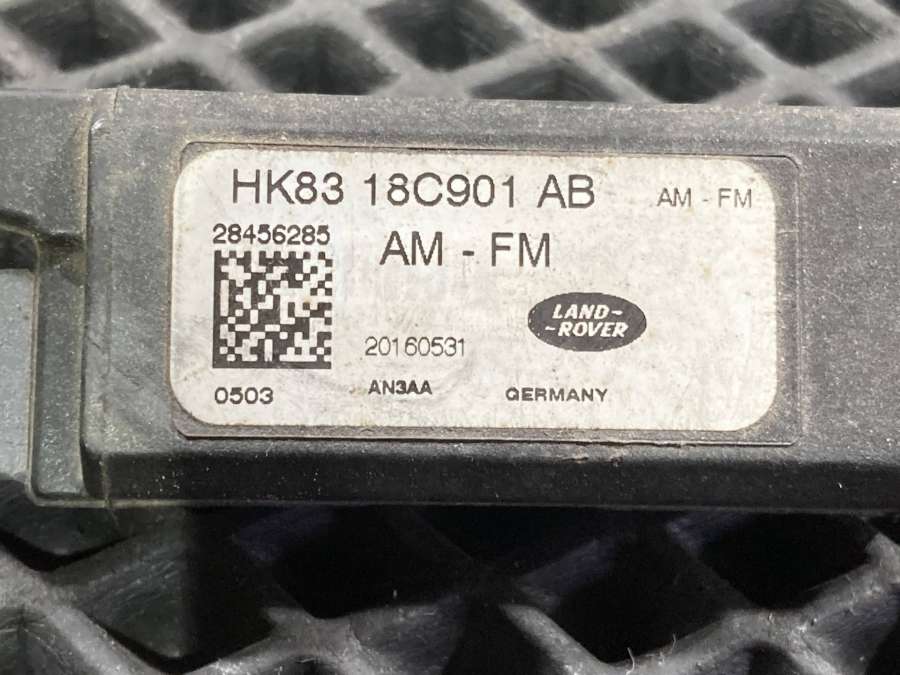 HK83 18C901 AB AM - FM
28456285
AM - FM
LAND-
-ROVER
20160531
0503
AN3AA
GERMANY